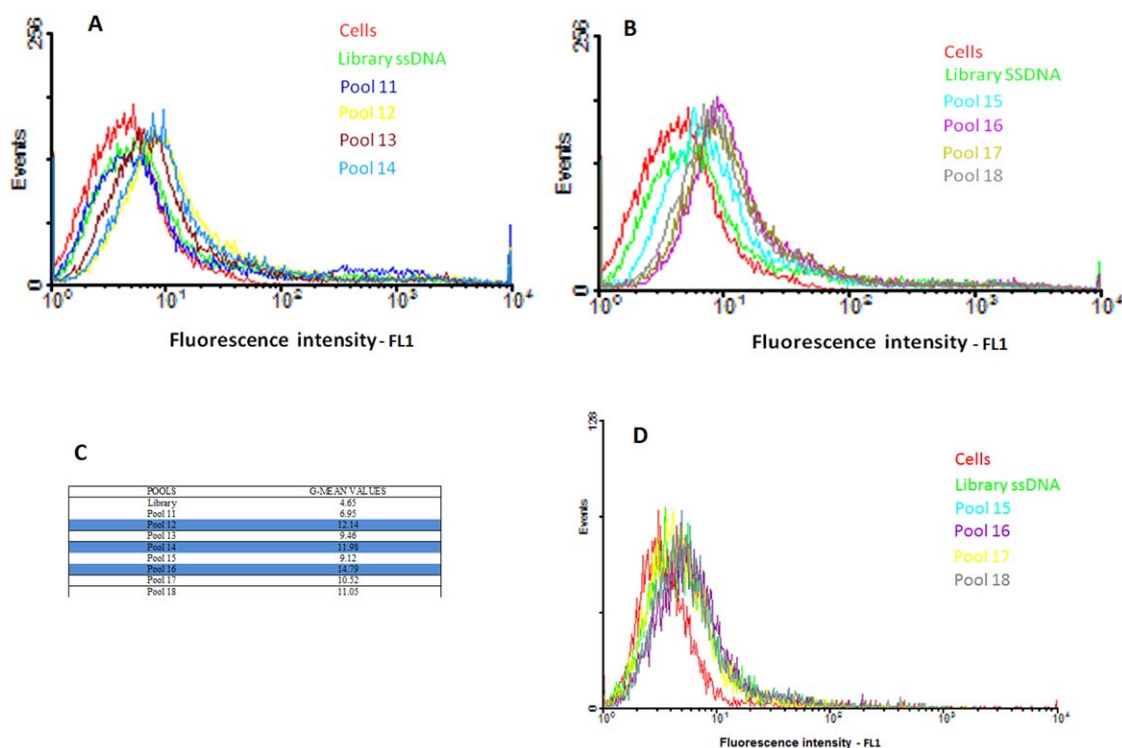 A
256
Events
0
10⁰ 10¹ 10² 10³ 10⁴
Fluorescence intensity - FL1
Cells
Library ssDNA
Pool 11
Pool 12
Pool 13
Pool 14
B
256
Events
0
10⁰ 10¹ 10² 10³ 10⁴
Fluorescence intensity - FL1
Cells
Library SSDNA
Pool 15
Pool 16
Pool 17
Pool 18
C
POOLS G-MEAN VALUES
Library 4.65
Pool 11 6.95
Pool 12 12.14
Pool 13 9.46
Pool 14 11.98
Pool 15 9.12
Pool 16 14.79
Pool 17 10.52
Pool 18 11.05
D
128
Events
0
10⁰ 10¹ 10² 10³ 10⁴
Fluorescence intensity - FL1
Cells
Library ssDNA
Pool 15
Pool 16
Pool 17
Pool 18